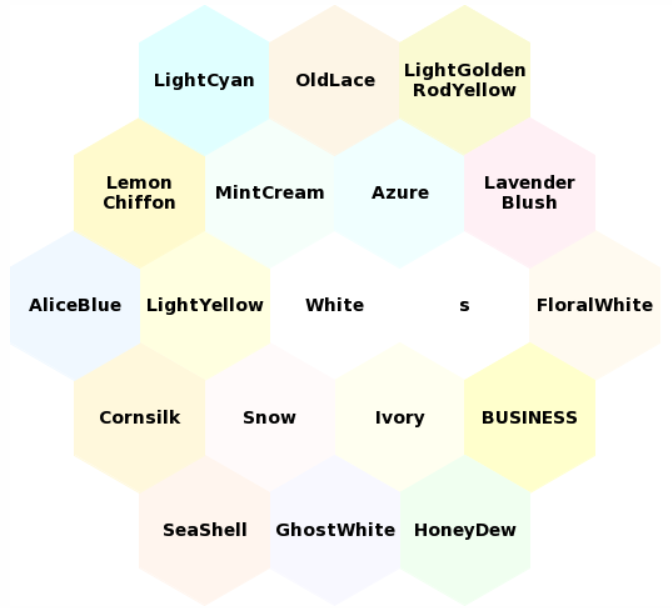 LightCyan
OldLace
LightGolden
RodYellow
Lemon
Chiffon
MintCream
Azure
Lavender
Blush
AliceBlue
LightYellow
White
s
FloralWhite
Cornsilk
Snow
Ivory
BUSINESS
SeaShell
GhostWhite
HoneyDew